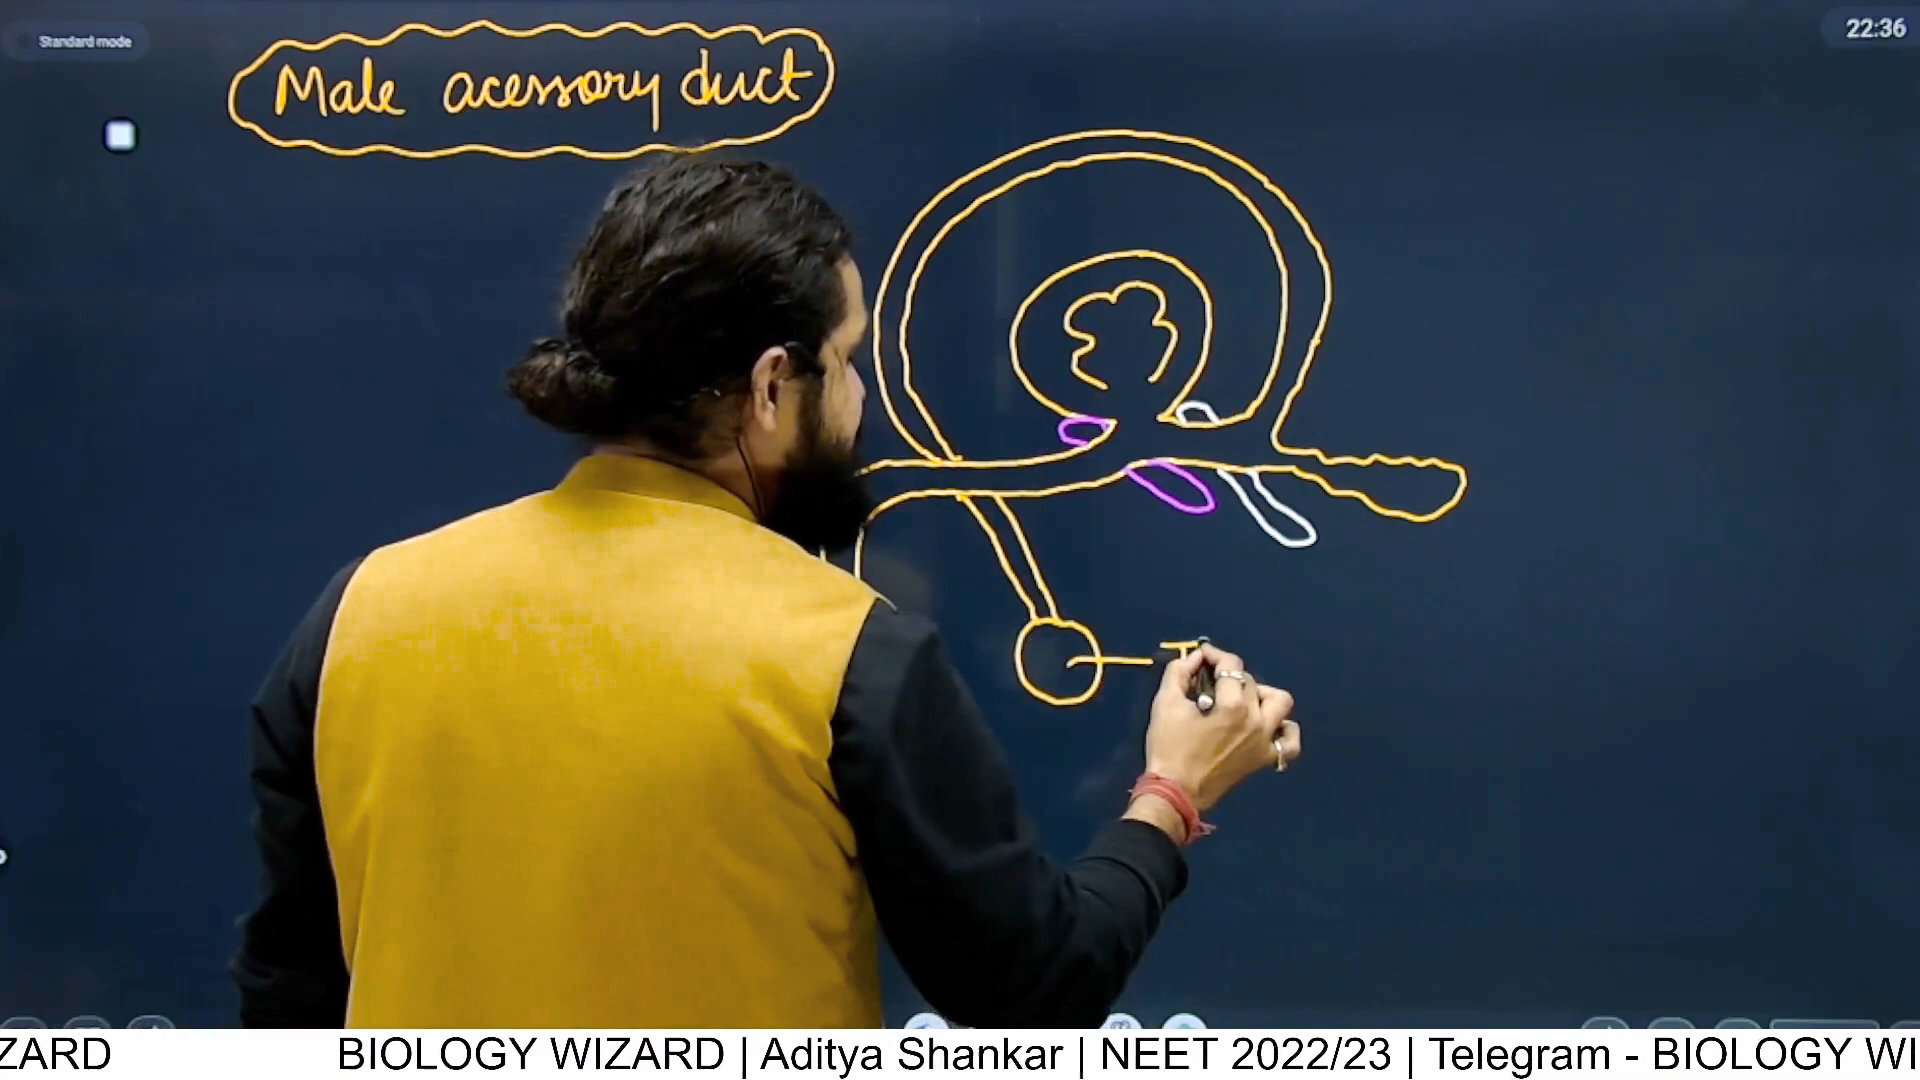 Standard mode
22:36
Male acessory duct
ZARD BIOLOGY WIZARD | Aditya Shankar | NEET 2022/23 | Telegram - BIOLOGY WI